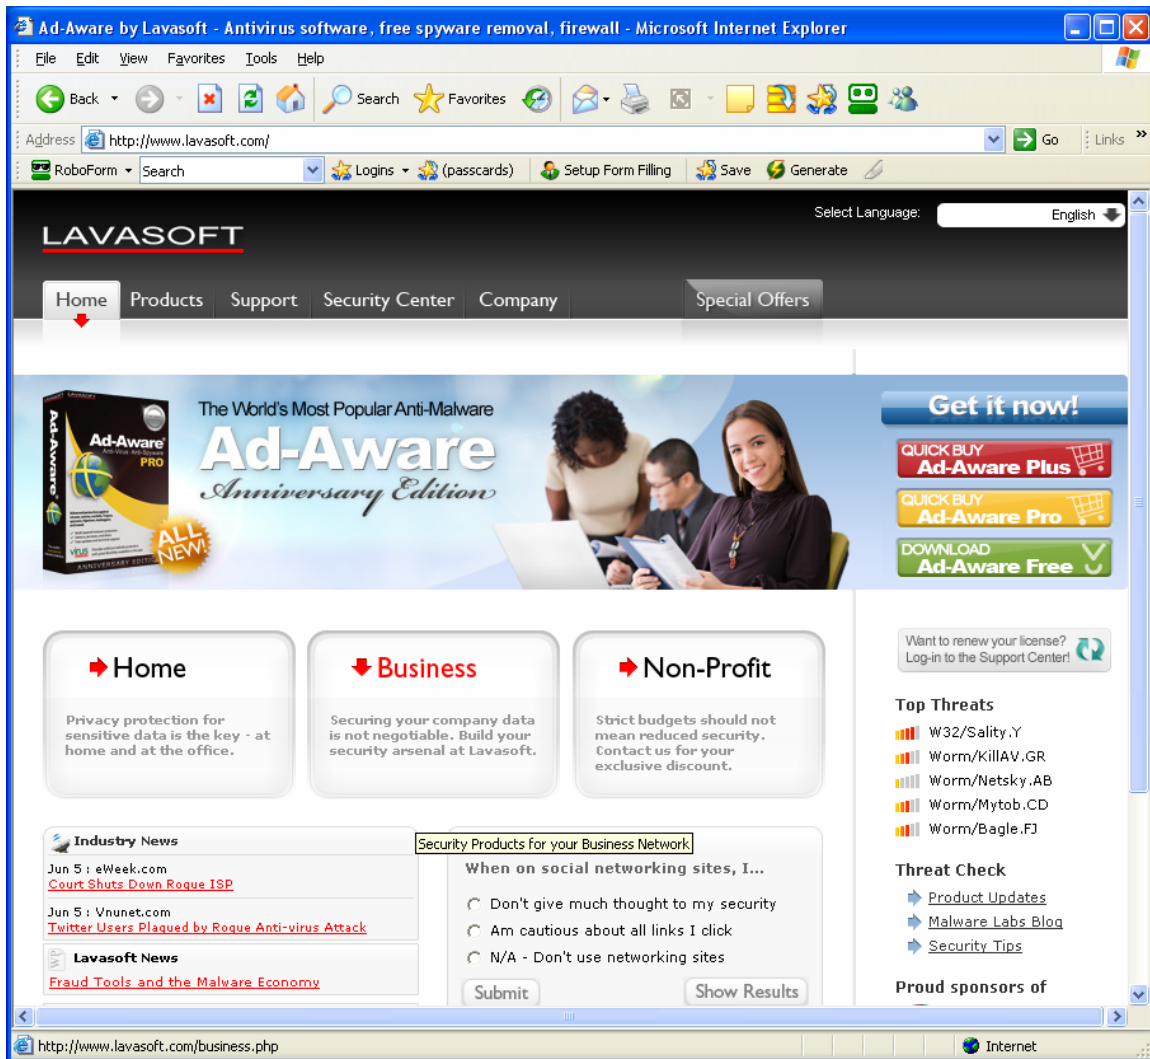 Ad-Aware by Lavasoft - Antivirus software, free spyware removal, firewall - Microsoft Internet Explorer
File Edit View Favorites Tools Help
Back Search Favorites
Address http://www.lavasoft.com/ Go Links »
RoboForm Search Logins (passcards) Setup Form Filling Save Generate
Select Language: English
LAVASOFT
Home Products Support Security Center Company Special Offers
The World's Most Popular Anti-Malware
Ad-Aware
Anniversary Edition
LAVASOFT
Ad-Aware
Ad-Aware
PRO
ANNIVERSARY EDITION
ALL NEW!
Get it now!
QUICK BUY
Ad-Aware Plus
QUICK BUY
Ad-Aware Pro
DOWNLOAD
Ad-Aware Free
Home
Privacy protection for
sensitive data is the key - at
home and at the office.
Business
Securing your company data
is not negotiable. Build your
security arsenal at Lavasoft.
Non-Profit
Strict budgets should not
mean reduced security.
Contact us for your
exclusive discount.
Want to renew your license?
Log-in to the Support Center!
Top Threats
W32/Sality.Y
Worm/KillAV.GR
Worm/Netsky.AB
Worm/Mytob.CD
Worm/Bagle.FJ
Industry News
Jun 5 : eWeek.com
Court Shuts Down Rogue ISP
Jun 5 : Vnunet.com
Twitter Users Plagued by Rogue Anti-virus Attack
Lavasoft News
Fraud Tools and the Malware Economy
Security Products for your Business Network
When on social networking sites, I...
Don't give much thought to my security
Am cautious about all links I click
N/A - Don't use networking sites
Submit Show Results
Threat Check
Product Updates
Malware Labs Blog
Security Tips
Proud sponsors of
http://www.lavasoft.com/business.php Internet